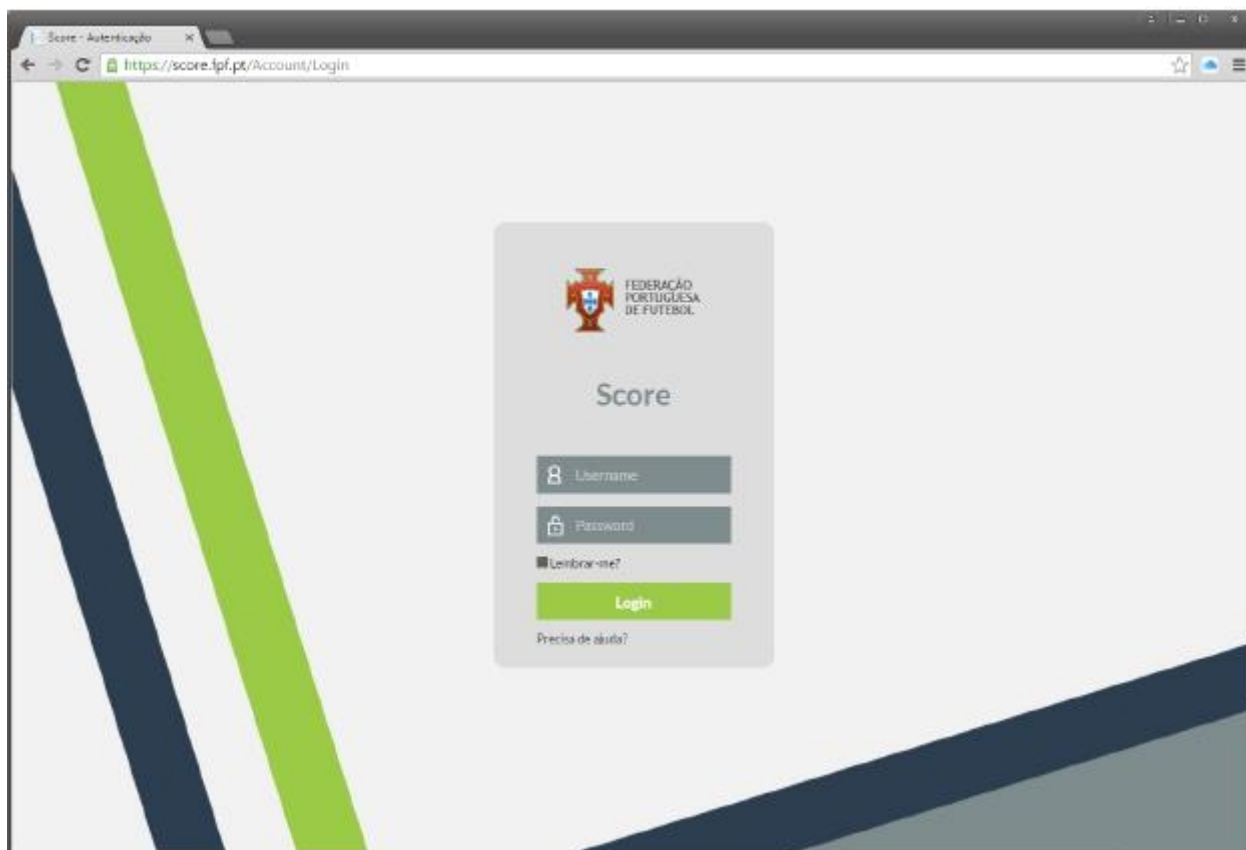 Score - Autenticação
https://score.fpf.pt/Account/Login
FEDERAÇÃO
PORTUGUESA
DE FUTEBOL
Score
Username
Password
Lembrar-me?
Login
Precisa de ajuda?